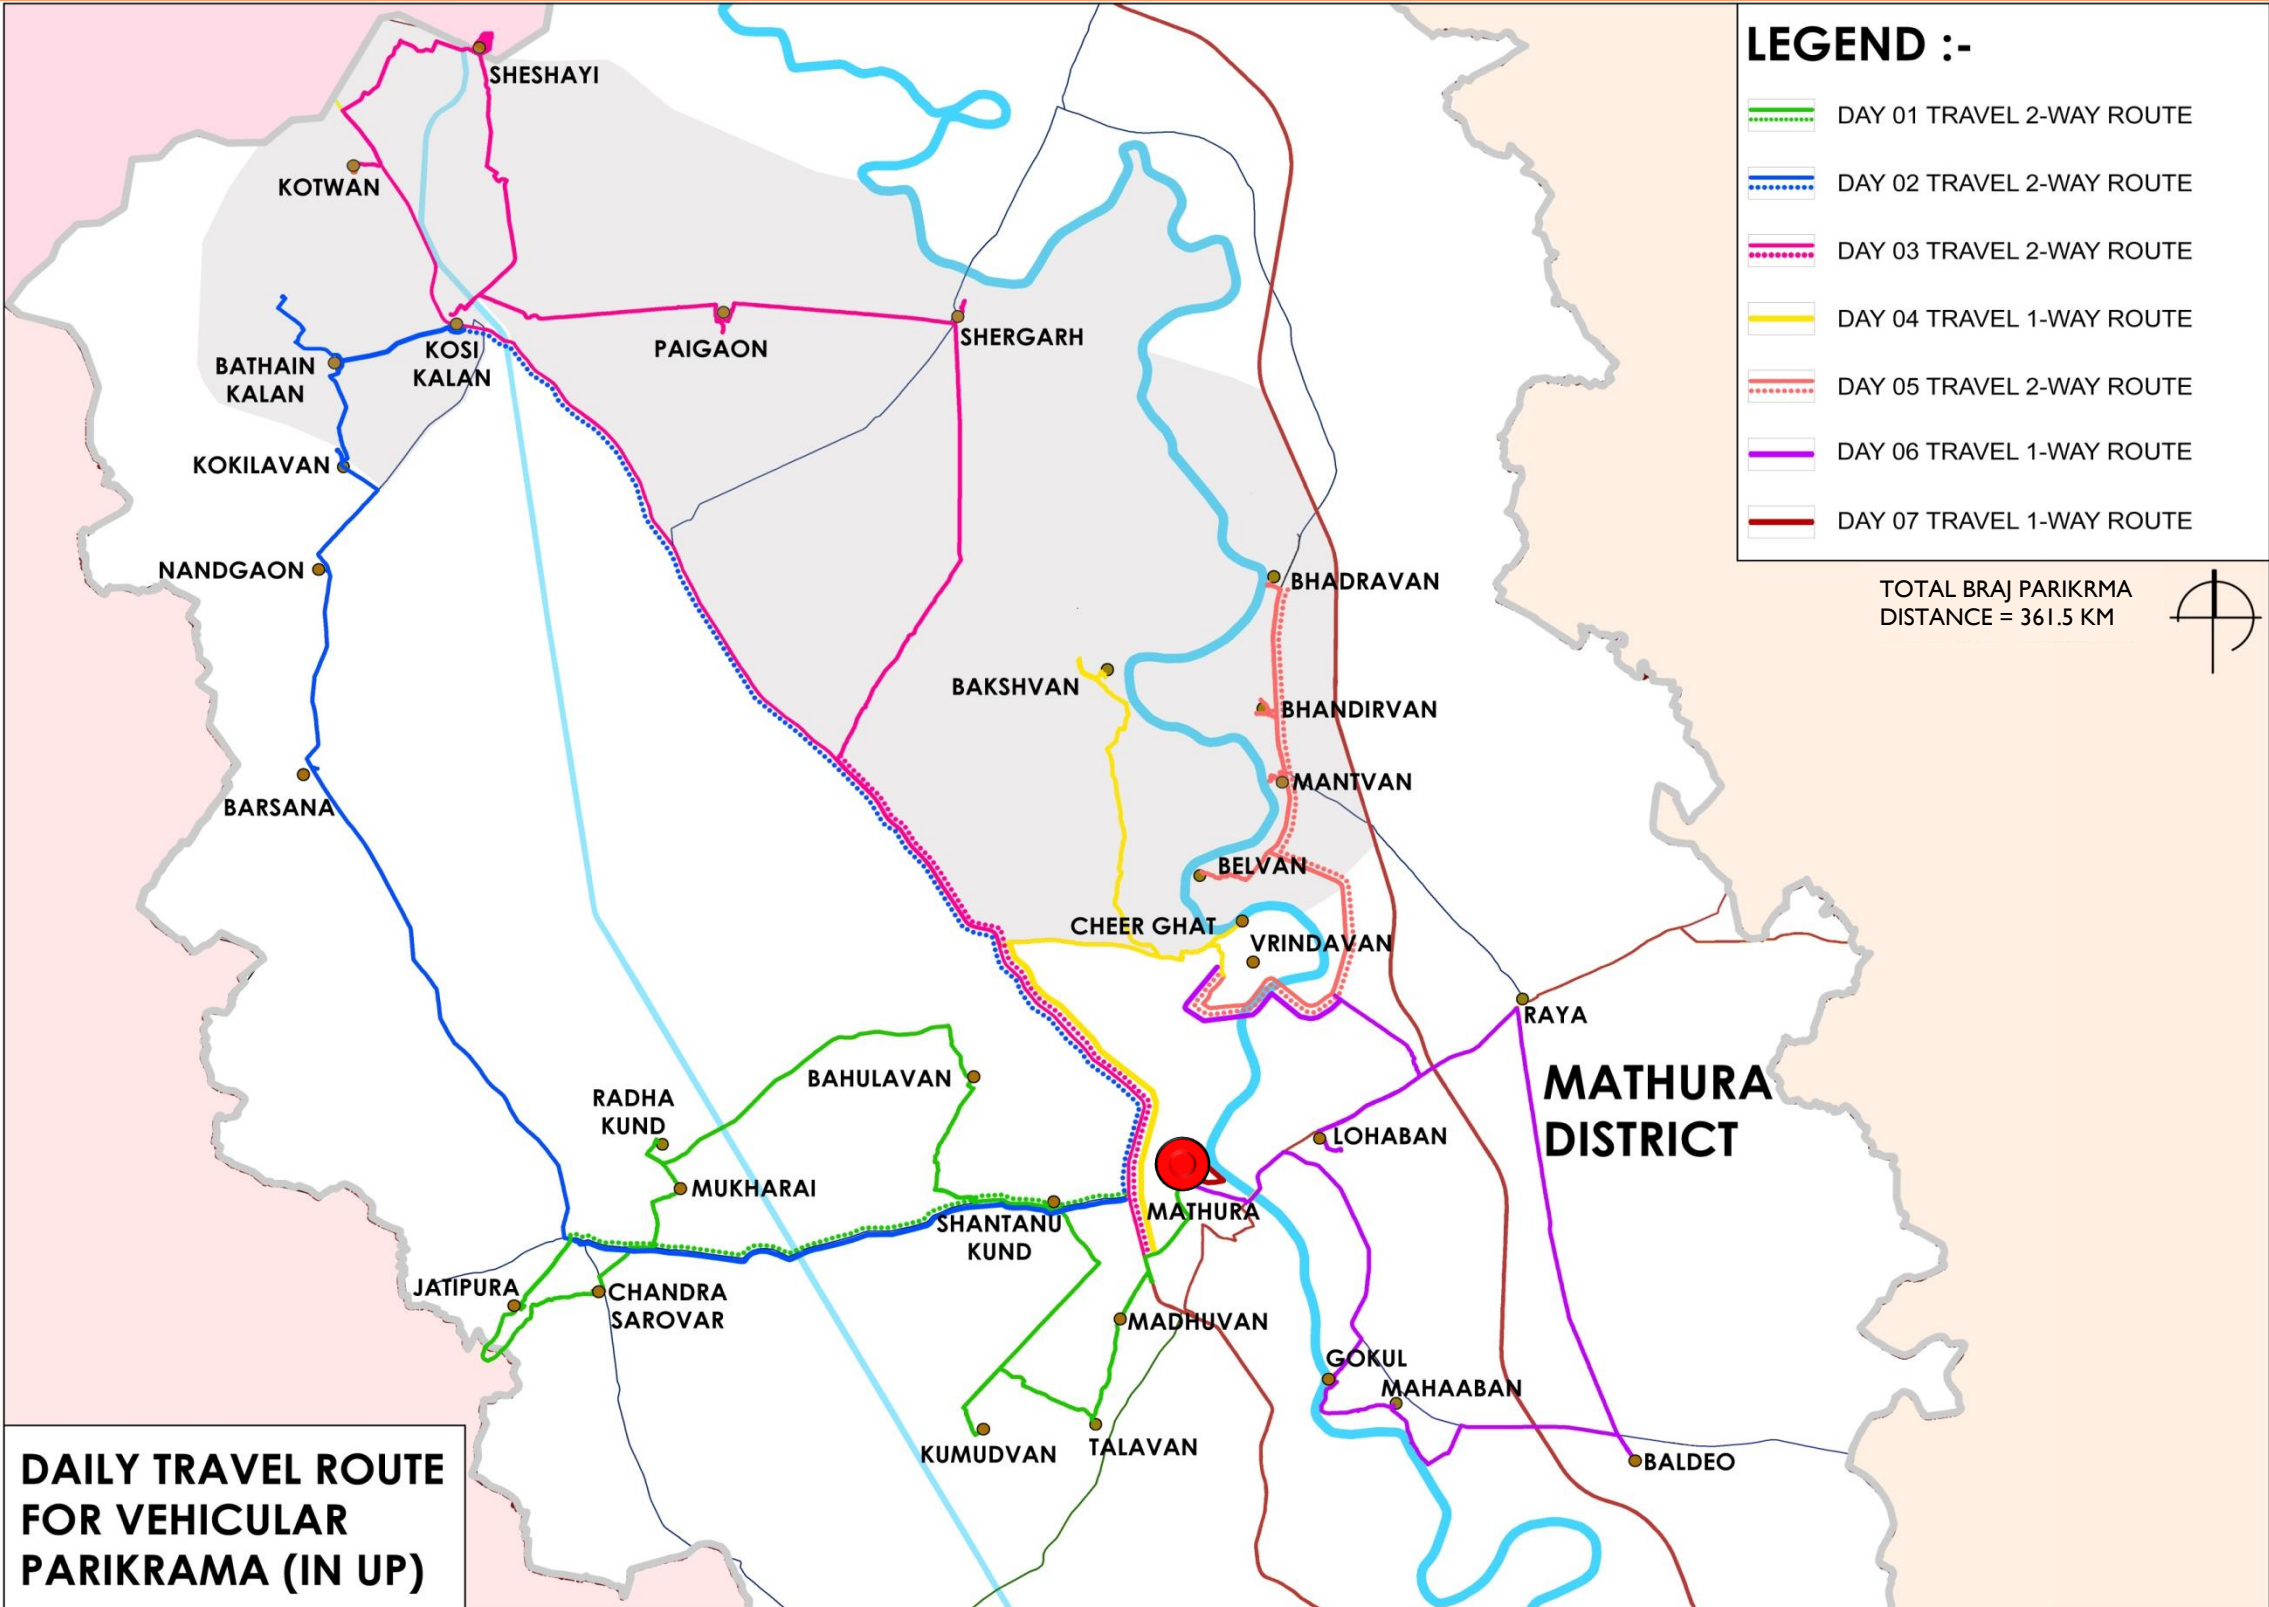 LEGEND :-
DAY 01 TRAVEL 2-WAY ROUTE
DAY 02 TRAVEL 2-WAY ROUTE
DAY 03 TRAVEL 2-WAY ROUTE
DAY 04 TRAVEL 1-WAY ROUTE
DAY 05 TRAVEL 2-WAY ROUTE
DAY 06 TRAVEL 1-WAY ROUTE
DAY 07 TRAVEL 1-WAY ROUTE
TOTAL BRAJ PARIKRMA
DISTANCE = 361.5 KM
SHESHAYI
KOTWAN
KOSI
KALAN
PAIGAON
SHERGARH
BATHAIN
KALAN
KOKILAVAN
NANDGAON
BHADRAVAN
BAKSHVAN
BHANDIRVAN
MANTVAN
BARSANA
BELVAN
CHEER GHAT
VRINDAVAN
RAYA
MATHURA
DISTRICT
BAHULAVAN
RADHA
KUND
LOHABAN
MUKHARAI
MATHURA
SHANTANU
KUND
JATIPURA
CHANDRA
SAROVAR
MADHUVAN
GOKUL
MAHAABAN
KUMUDVAN
TALAVAN
BALDEO
DAILY TRAVEL ROUTE
FOR VEHICULAR
PARIKRAMA (IN UP)